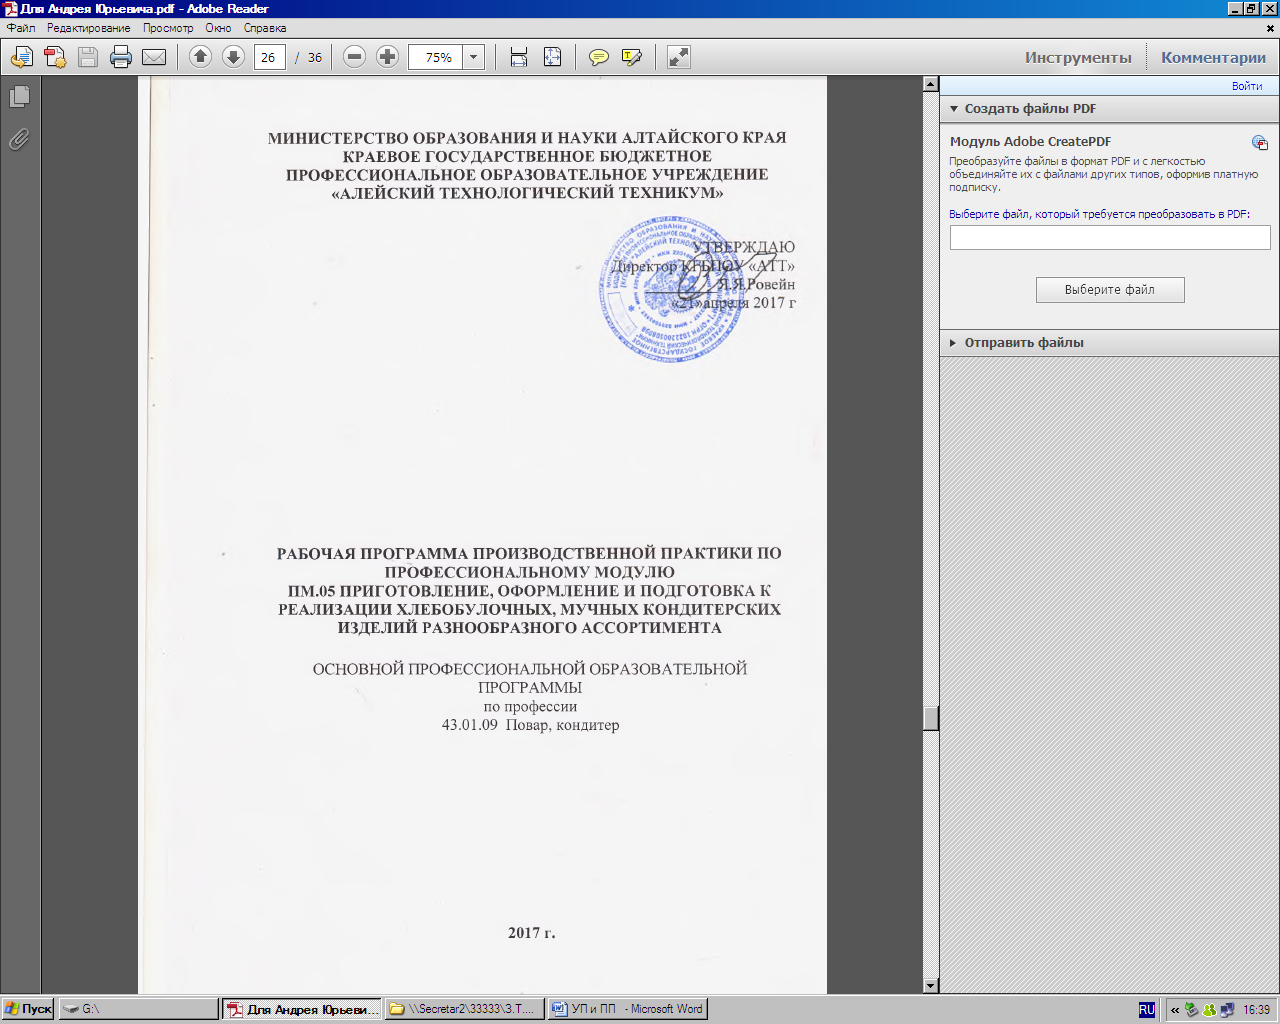 Для Андрея Юрьевича.pdf - Adobe Reader
Файл Редактирование Просмотр Окно Справка
26 / 36 75% Инструменты Комментарии
Войти
Создать файлы PDF
Модуль Adobe CreatePDF
Преобразуйте файлы в формат PDF и с легкостью
объединяйте их с файлами других типов, оформив платную
подписку.
Выберите файл, который требуется преобразовать в PDF:
Выберите файл
Отправить файлы
МИНИСТЕРСТВО ОБРАЗОВАНИЯ И НАУКИ АЛТАЙСКОГО КРАЯ
КРАЕВОЕ ГОСУДАРСТВЕННОЕ БЮДЖЕТНОЕ
ПРОФЕССИОНАЛЬНОЕ ОБРАЗОВАТЕЛЬНОЕ УЧРЕЖДЕНИЕ
«АЛЕЙСКИЙ ТЕХНОЛОГИЧЕСКИЙ ТЕХНИКУМ»
УТВЕРЖДАЮ
Директор КГБПОУ «АТТ»
Я.Я.Ровейн
«21»апреля 2017 г
РАБОЧАЯ ПРОГРАММА ПРОИЗВОДСТВЕННОЙ ПРАКТИКИ ПО
ПРОФЕССИОНАЛЬНОМУ МОДУЛЮ
ПМ.05 ПРИГОТОВЛЕНИЕ, ОФОРМЛЕНИЕ И ПОДГОТОВКА К
РЕАЛИЗАЦИИ ХЛЕБОБУЛОЧНЫХ, МУЧНЫХ КОНДИТЕРСКИХ
ИЗДЕЛИЙ РАЗНООБРАЗНОГО АССОРТИМЕНТА
ОСНОВНОЙ ПРОФЕССИОНАЛЬНОЙ ОБРАЗОВАТЕЛЬНОЙ
ПРОГРАММЫ
по профессии
43.01.09 Повар, кондитер
2017 г.
Пуск G:\ Для Андрея Юрьеви... \\Secretar2\33333\3.Т.... УП и ПП - Microsoft Word RU « 16:39